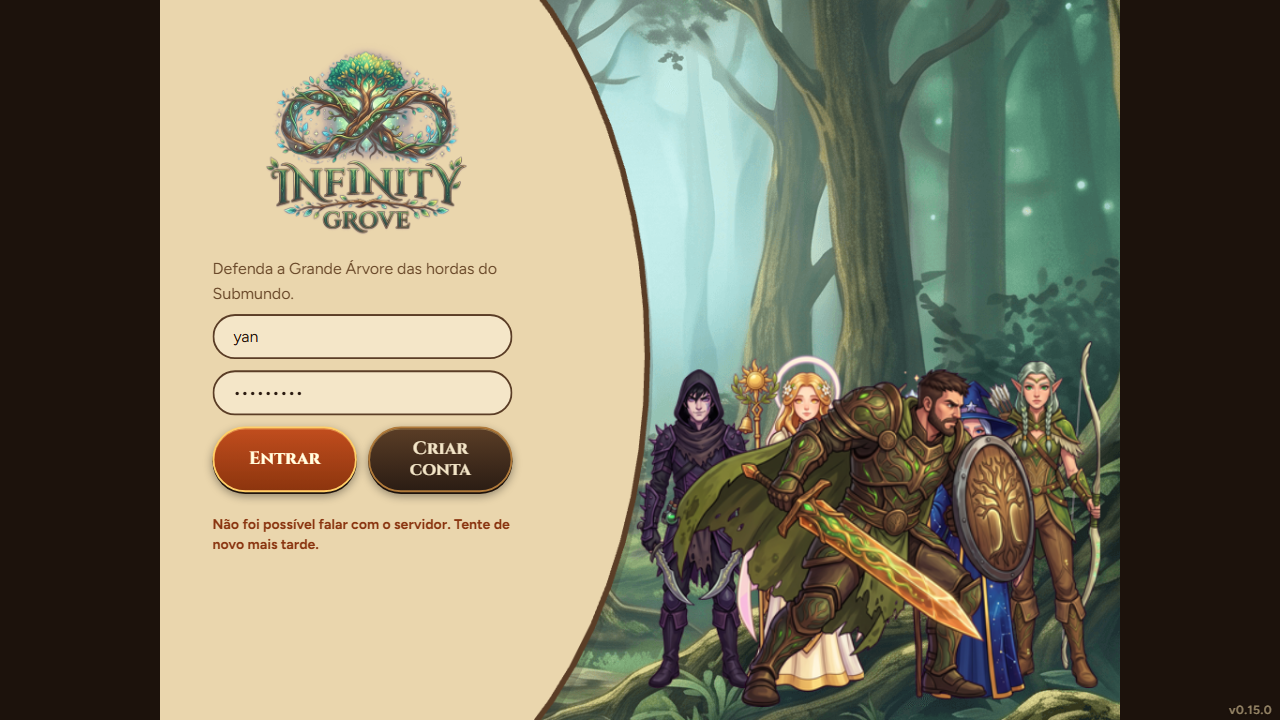 INFINITY
GROVE
Defenda a Grande Árvore das hordas do
Submundo.
yan
•••••••••
Entrar
Criar
conta
Não foi possível falar com o servidor. Tente de
novo mais tarde.
v0.15.0